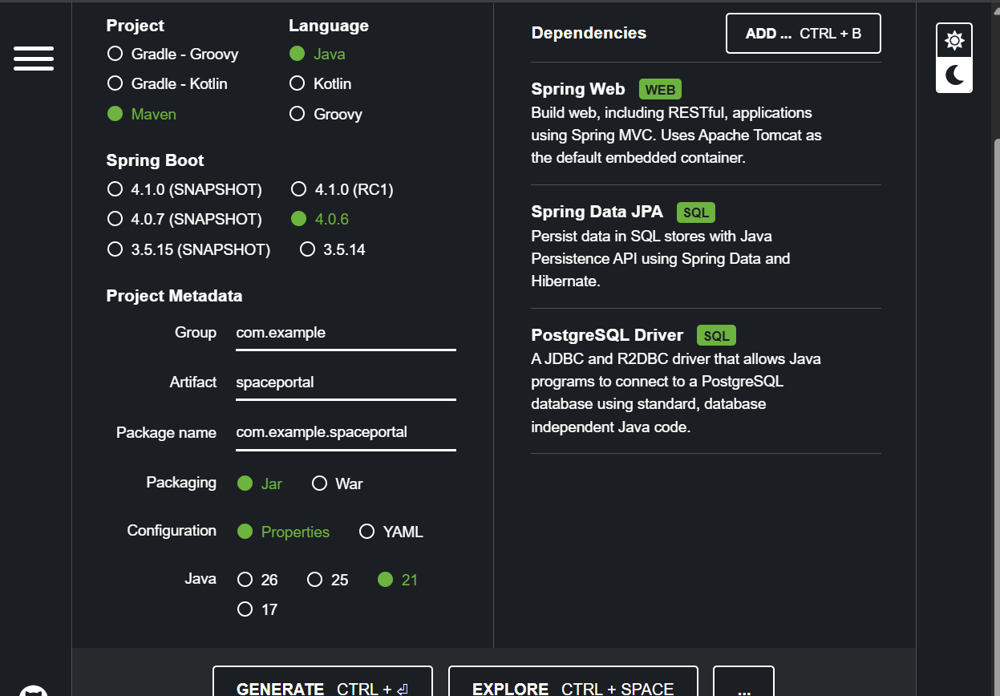 Project
Gradle - Groovy
Gradle - Kotlin
Maven
Language
Java
Kotlin
Groovy
Spring Boot
4.1.0 (SNAPSHOT) 4.1.0 (RC1)
4.0.7 (SNAPSHOT) 4.0.6
3.5.15 (SNAPSHOT) 3.5.14
Project Metadata
Group com.example
Artifact spaceportal
Package name com.example.spaceportal
Packaging Jar War
Configuration Properties YAML
Java 26 25 21
17
Dependencies
ADD ... CTRL + B
Spring Web WEB
Build web, including RESTful, applications
using Spring MVC. Uses Apache Tomcat as
the default embedded container.
Spring Data JPA SQL
Persist data in SQL stores with Java
Persistence API using Spring Data and
Hibernate.
PostgreSQL Driver SQL
A JDBC and R2DBC driver that allows Java
programs to connect to a PostgreSQL
database using standard, database
independent Java code.
GENERATE CTRL + ⏎
EXPLORE CTRL + SPACE
...